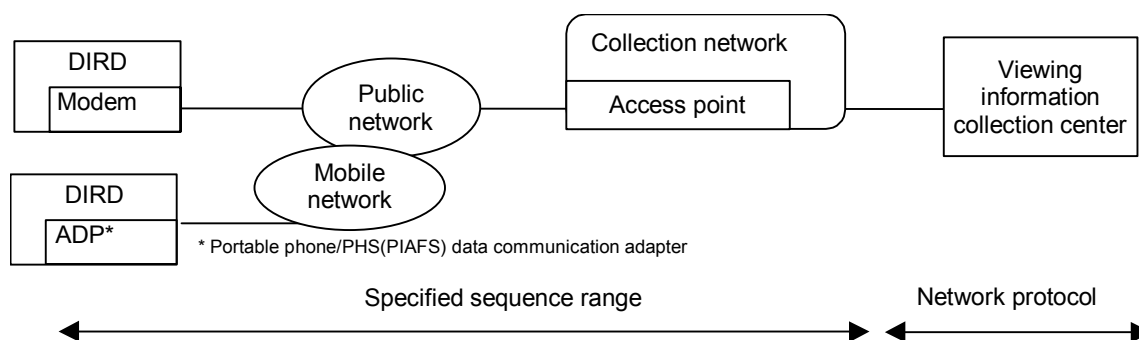 DIRD
Modem
Public
network
Collection network
Access point
Viewing
information
collection center
Mobile
network
DIRD
ADP*
* Portable phone/PHS(PIAFS) data communication adapter
Specified sequence range
Network protocol